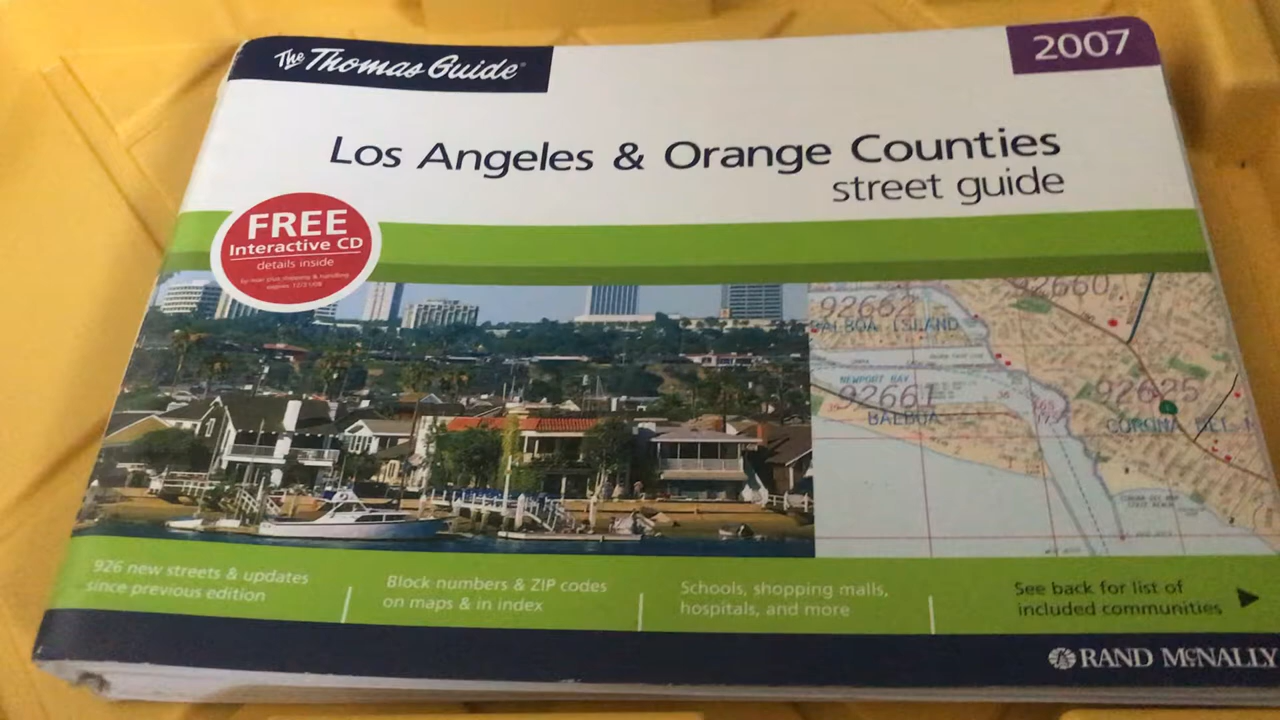 The Thomas Guide
2007
Los Angeles & Orange Counties
street guide
FREE
Interactive CD
details inside
92662
BALBOA ISLAND
92660
NEWPORT BAY
92661
BALBOA
92625
CORONA DEL M
926 new streets & updates
since previous edition
Block numbers & ZIP codes
on maps & in index
Schools, shopping malls,
hospitals, and more
See back for list of
included communities
RAND McNALLY